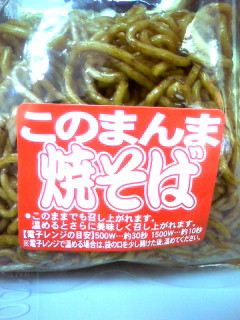 このまんま
焼そば
●このままでも召し上がれます。
温めるとさらに美味しく召し上がれます。
【電子レンジの目安】500W…約30秒 1500W…約10秒
※電子レンジで温める場合は、袋の口を少し開けた後、温めてください。